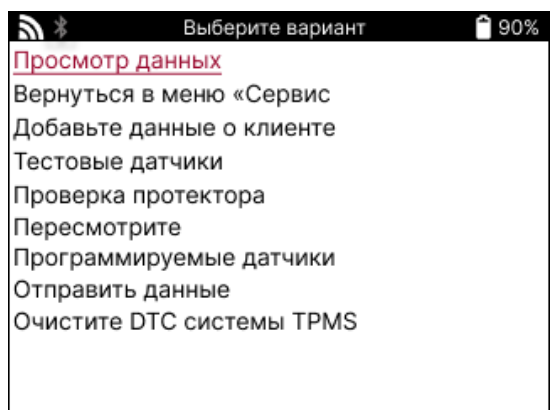 Выберите вариант 90%
Просмотр данных
Вернуться в меню «Сервис
Добавьте данные о клиенте
Тестовые датчики
Проверка протектора
Пересмотрите
Программируемые датчики
Отправить данные
Очистите DTC системы TPMS